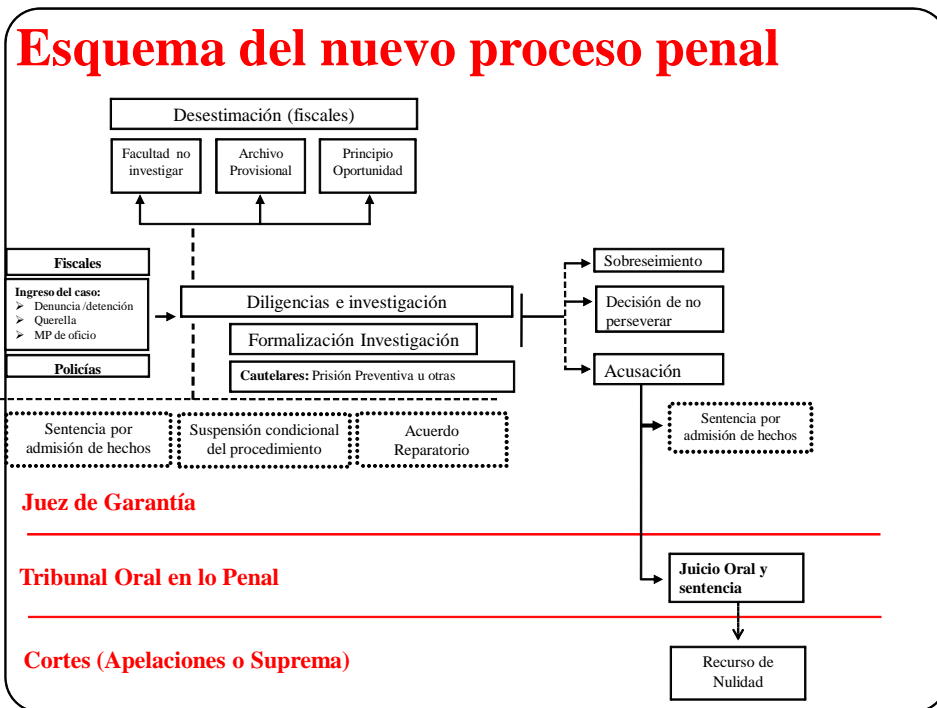 Esquema del nuevo proceso penal
Desestimación (fiscales)
Facultad no
investigar
Archivo
Provisional
Principio
Oportunidad
Fiscales
Ingreso del caso:
➢ Denuncia /detención
➢ Querella
➢ MP de oficio
Policías
Diligencias e investigación
Formalización Investigación
Cautelares: Prisión Preventiva u otras
Sobreseimiento
Decisión de no
perseverar
Acusación
Sentencia por
admisión de hechos
Suspensión condicional
del procedimiento
Acuerdo
Reparatorio
Sentencia por
admisión de hechos
Juez de Garantía
Tribunal Oral en lo Penal
Juicio Oral y
sentencia
Cortes (Apelaciones o Suprema)
Recurso de
Nulidad